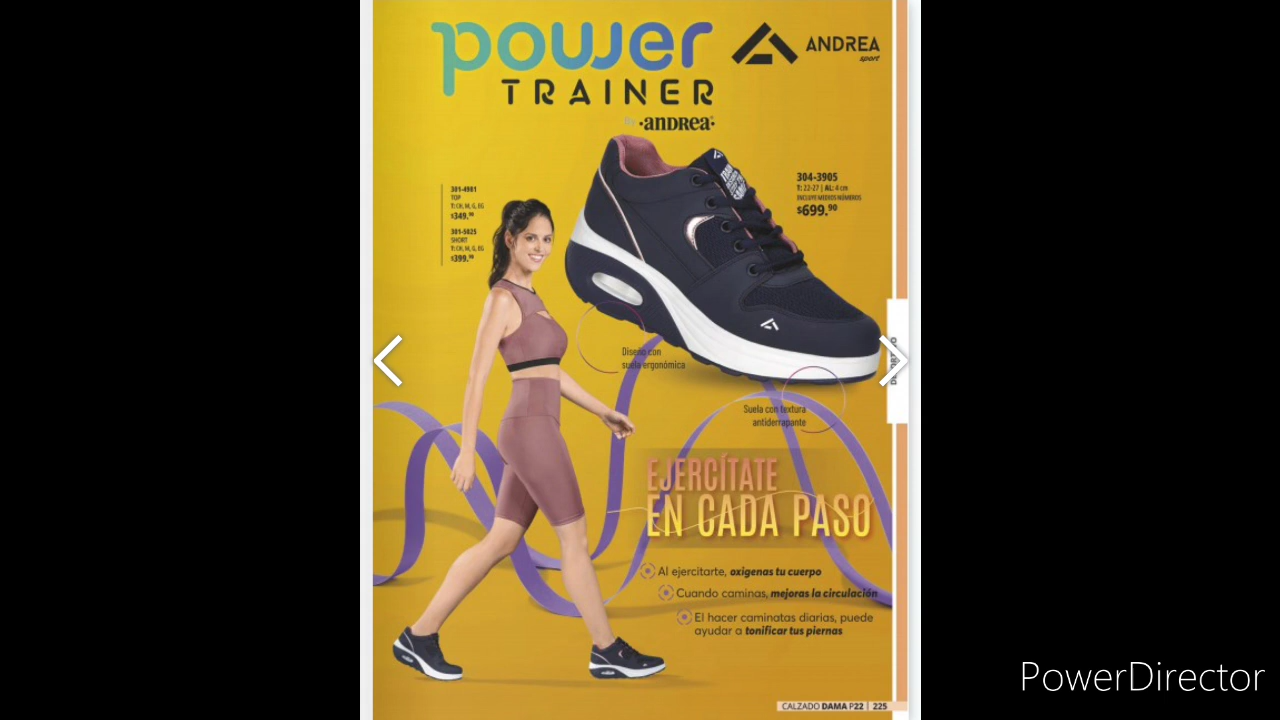 power
TRAINER
By ·andrea·
ANDREA
sport
304-3905
T: 22-27 | AL: 4 cm
INCLUYE MEDIOS NÚMEROS
$699.90
301-4981
TOP
T: CH, M, G, EG
$349.90
301-5025
SHORT
T: CH, M, G, EG
$399.90
Diseño con
suela ergonómica
Suela con textura
antiderrapante
EJERCÍTATE
EN CADA PASO
Al ejercitarte, oxigenas tu cuerpo
Cuando caminas, mejoras la circulación
El hacer caminatas diarias, puede
ayudar a tonificar tus piernas
CALZADO DAMA P22 | 225
PowerDirector